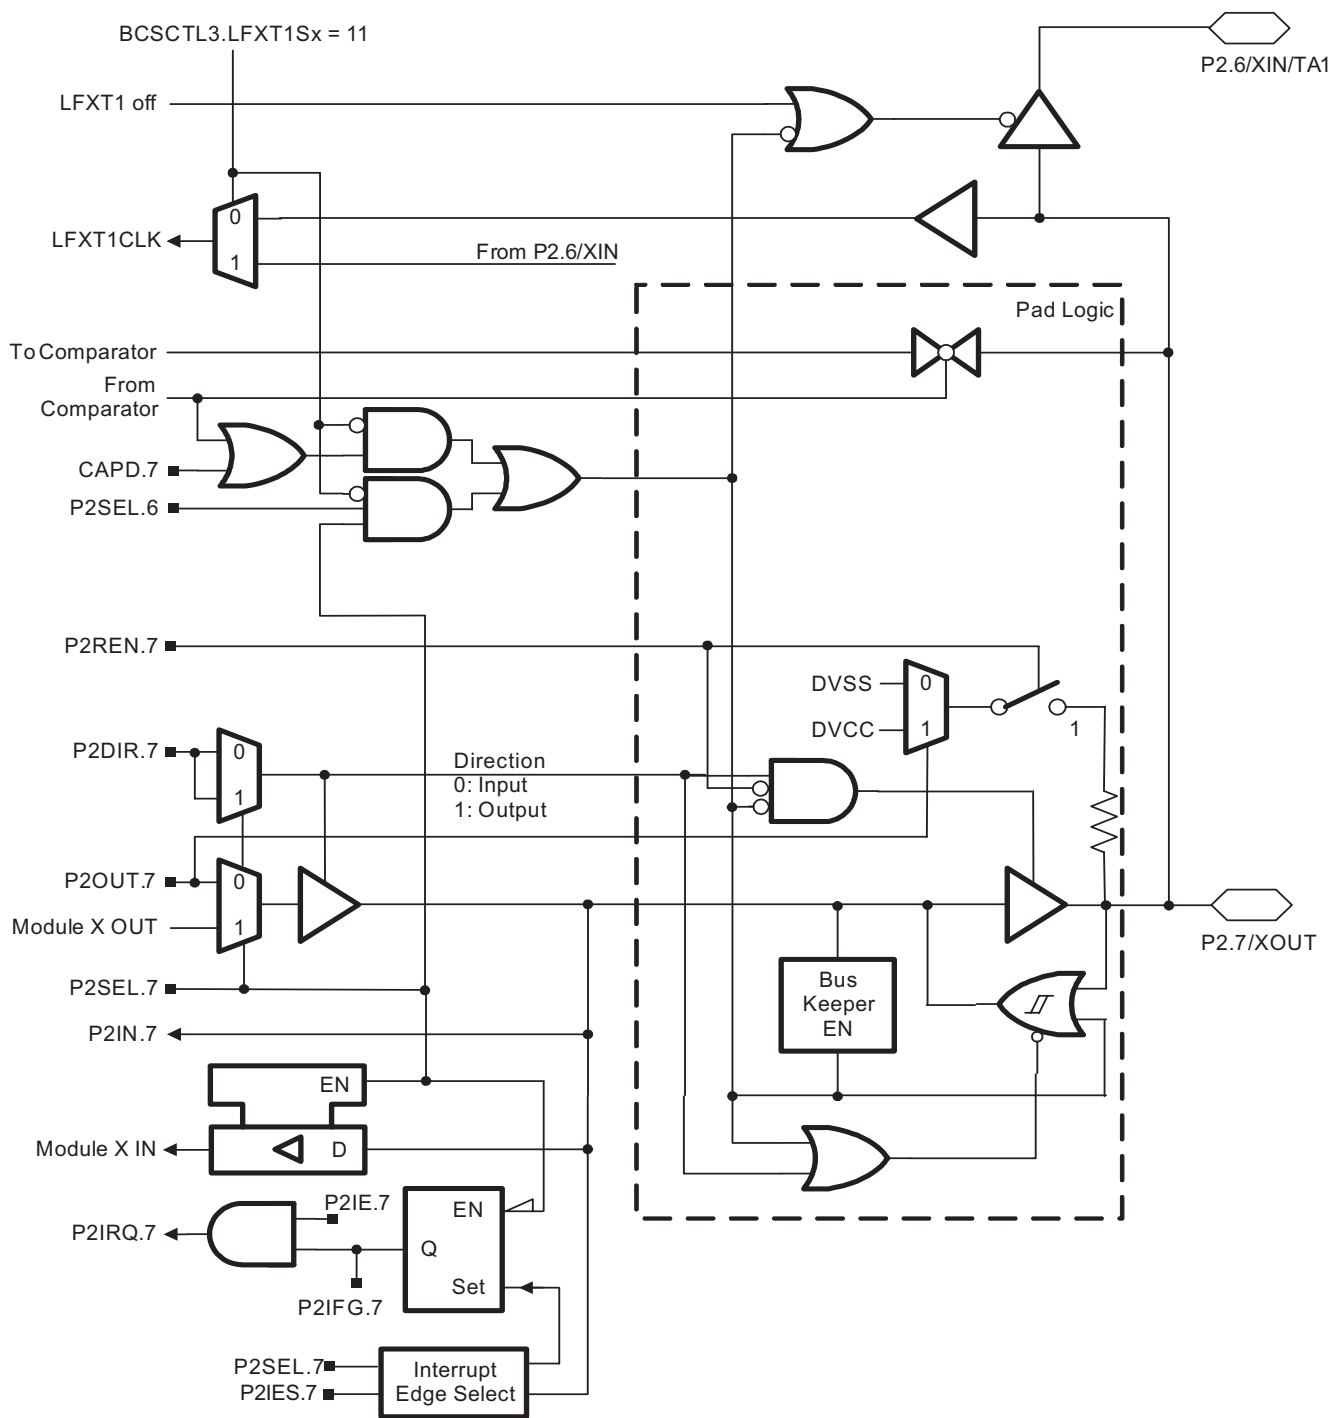 BCSCTL3.LFXT1Sx = 11
P2.6/XIN/TA1
LFXT1 off
0
LFXT1CLK
1
From P2.6/XIN
Pad Logic
To Comparator
From
Comparator
CAPD.7
P2SEL.6
P2REN.7
DVSS
0
DVCC
1
1
P2DIR.7
0
1
Direction
0: Input
1: Output
P2OUT.7
0
Module X OUT
1
P2.7/XOUT
P2SEL.7
Bus
Keeper
EN
P2IN.7
EN
Module X IN
D
P2IE.7
EN
P2IRQ.7
Q
Set
P2IFG.7
P2SEL.7
P2IES.7
Interrupt
Edge Select